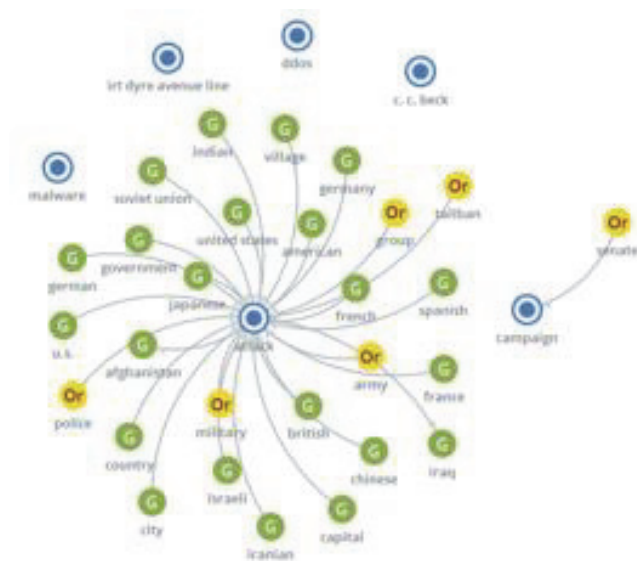 ddos
irt dyre avenue line
c. c. beck
G
indian
G
village
G
germany
malware
G
soviet union
Or
taliban
Or
group
G
united states
G
american
Or
senate
G
government
G
german
G
japanese
G
french
G
spanish
campaign
attack
G
u.s.
G
afghanistan
Or
army
G
france
Or
police
Or
military
G
british
G
country
G
iraq
G
chinese
G
israeli
G
city
G
capital
G
iranian